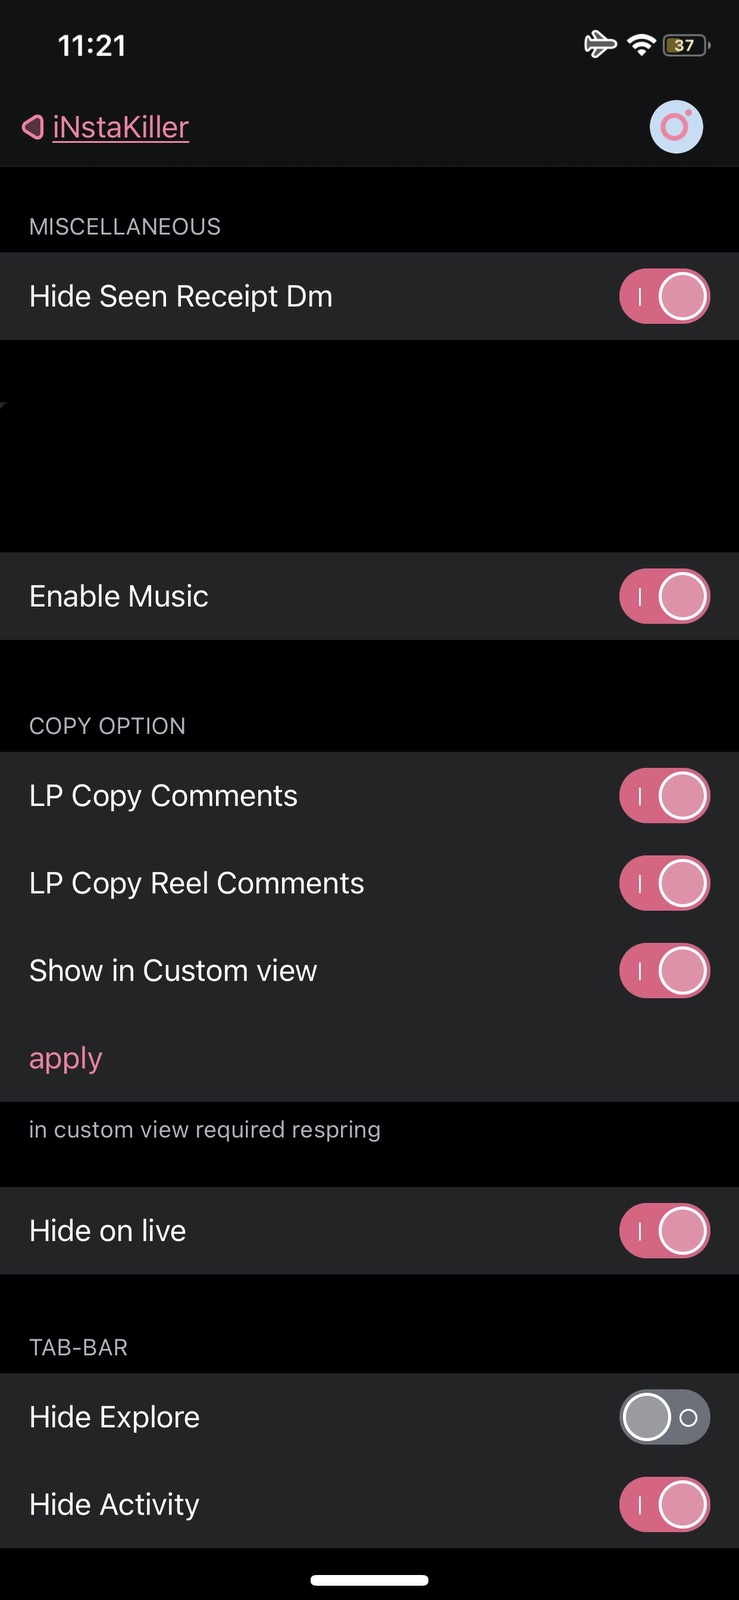 11:21
37
iNstaKiller
MISCELLANEOUS
Hide Seen Receipt Dm
Enable Music
COPY OPTION
LP Copy Comments
LP Copy Reel Comments
Show in Custom view
apply
in custom view required respring
Hide on live
TAB-BAR
Hide Explore
Hide Activity